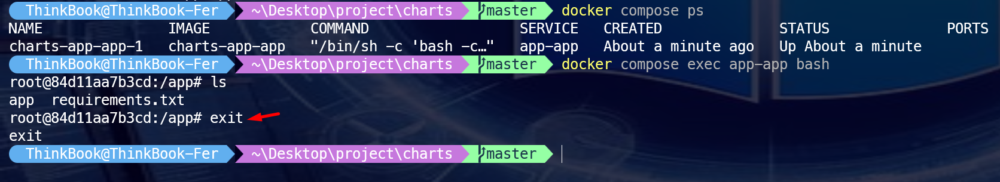 ThinkBook@ThinkBook-Fer ~\Desktop\project\charts master docker compose ps
NAME IMAGE COMMAND SERVICE CREATED STATUS PORTS
charts-app-app-1 charts-app-app "/bin/sh -c 'bash -c…" app-app About a minute ago Up About a minute
ThinkBook@ThinkBook-Fer ~\Desktop\project\charts master docker compose exec app-app bash
root@84d11aa7b3cd:/app# ls
app requirements.txt
root@84d11aa7b3cd:/app# exit
exit
ThinkBook@ThinkBook-Fer ~\Desktop\project\charts master